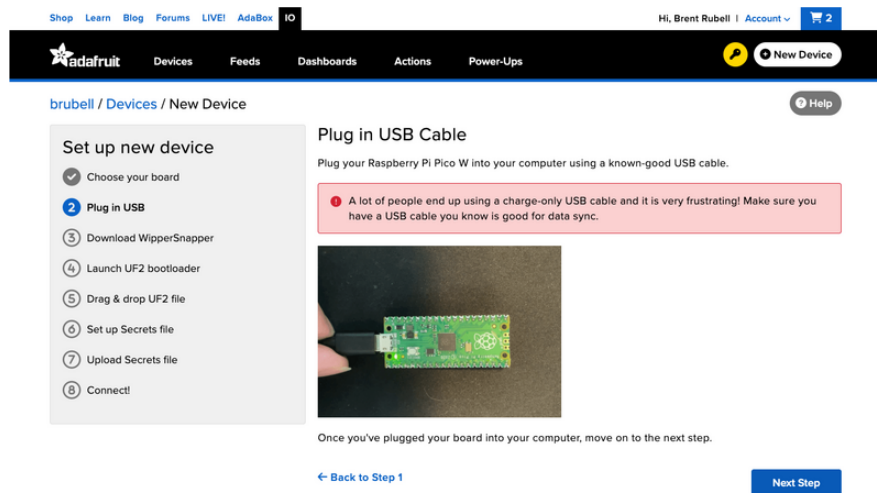 Shop Learn Blog Forums LIVE! AdaBox IO
Hi, Brent Rubell | Account 2
adafruit Devices Feeds Dashboards Actions Power-Ups
New Device
brubell / Devices / New Device
? Help
Set up new device
Choose your board
2 Plug in USB
3 Download WipperSnapper
4 Launch UF2 bootloader
5 Drag & drop UF2 file
6 Set up Secrets file
7 Upload Secrets file
8 Connect!
Plug in USB Cable
Plug your Raspberry Pi Pico W into your computer using a known-good USB cable.
A lot of people end up using a charge-only USB cable and it is very frustrating! Make sure you
have a USB cable you know is good for data sync.
Once you've plugged your board into your computer, move on to the next step.
← Back to Step 1
Next Step